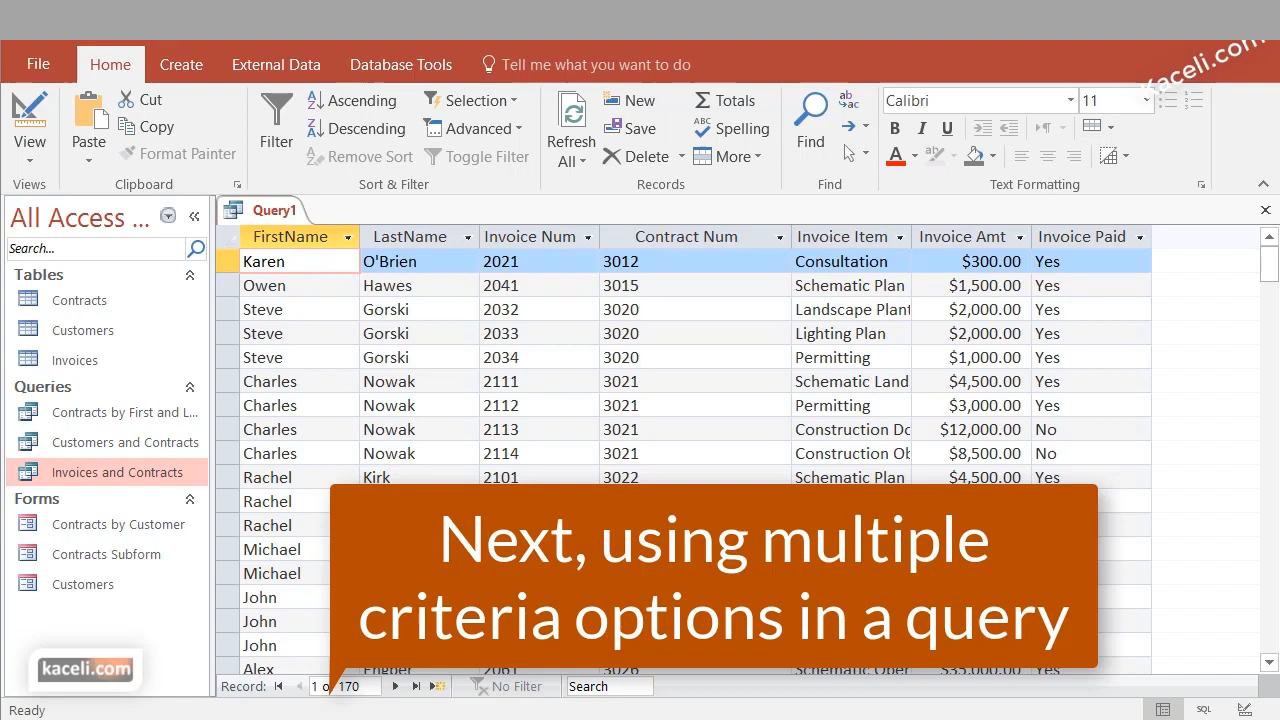 kaceli.com
File Home Create External Data Database Tools Tell me what you want to do
View
Views
Paste
Cut
Copy
Format Painter
Clipboard
Filter
Ascending
Descending
Remove Sort
Selection
Advanced
Toggle Filter
Sort & Filter
Refresh
All
New
Save
Delete
Totals
Spelling
More
Records
Find
Find
Calibri 11
B I U
Text Formatting
All Access ...
Search...
Tables
Contracts
Customers
Invoices
Queries
Contracts by First and L...
Customers and Contracts
Invoices and Contracts
Forms
Contracts by Customer
Contracts Subform
Customers
kaceli.com
Query1
FirstName LastName Invoice Num Contract Num Invoice Item Invoice Amt Invoice Paid
Karen O'Brien 2021 3012 Consultation $300.00 Yes
Owen Hawes 2041 3015 Schematic Plan $1,500.00 Yes
Steve Gorski 2032 3020 Landscape Plant $2,000.00 Yes
Steve Gorski 2033 3020 Lighting Plan $2,000.00 Yes
Steve Gorski 2034 3020 Permitting $1,000.00 Yes
Charles Nowak 2111 3021 Schematic Land $4,500.00 Yes
Charles Nowak 2112 3021 Permitting $3,000.00 Yes
Charles Nowak 2113 3021 Construction Do $12,000.00 No
Charles Nowak 2114 3021 Construction Ob $8,500.00 No
Rachel Kirk 2101 3022 Schematic Plan $4,500.00 Yes
Rachel
Rachel
Michael
Michael
John
John
John
Alex
Next, using multiple
criteria options in a query
Record: 1 of 170 No Filter Search
Ready SQL